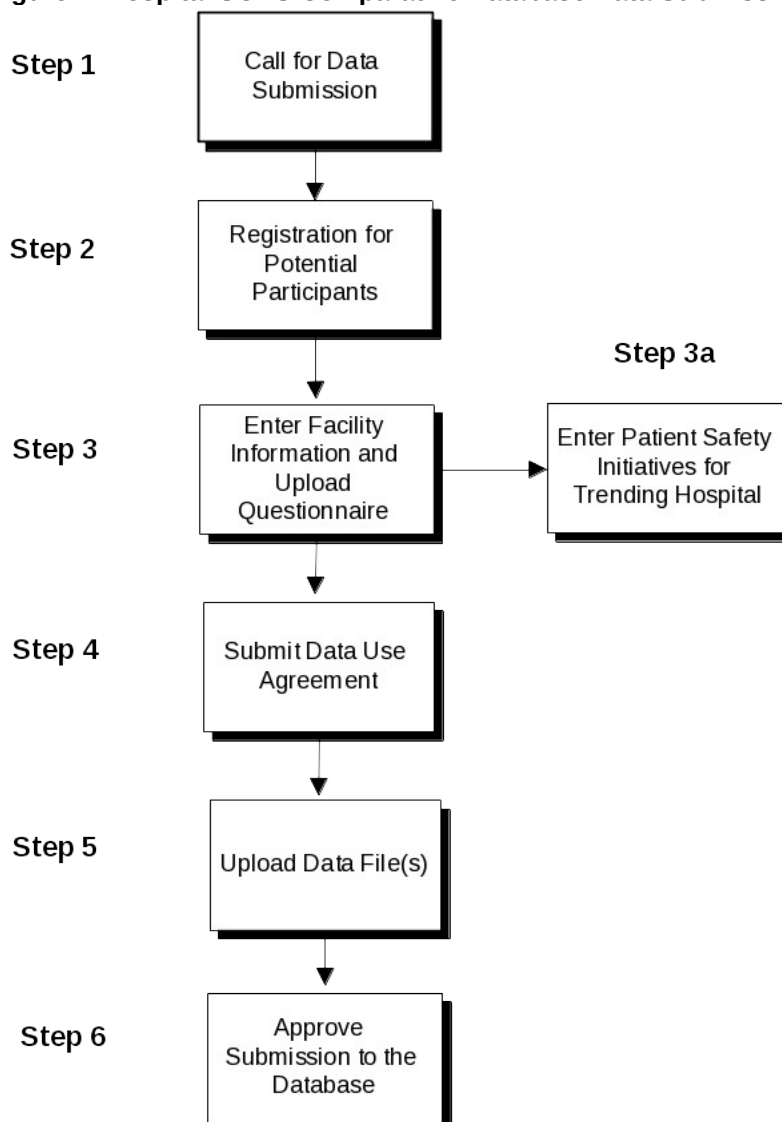 Step 1
Call for Data
Submission
Step 2
Registration for
Potential
Participants
Step 3a
Step 3
Enter Facility
Information and
Upload
Questionnaire
Enter Patient Safety
Initiatives for
Trending Hospital
Step 4
Submit Data Use
Agreement
Step 5
Upload Data File(s)
Step 6
Approve
Submission to the
Database